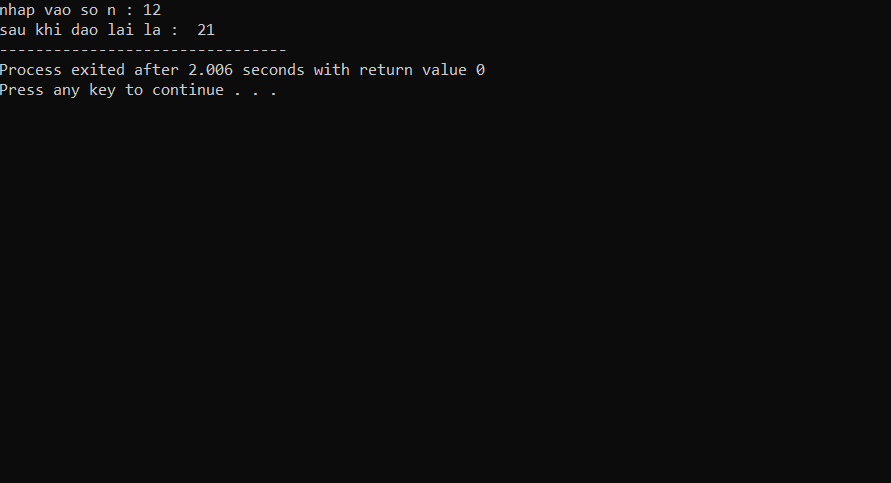 nhap vao so n : 12
sau khi dao lai la :  21
--------------------------------
Process exited after 2.006 seconds with return value 0
Press any key to continue . . .